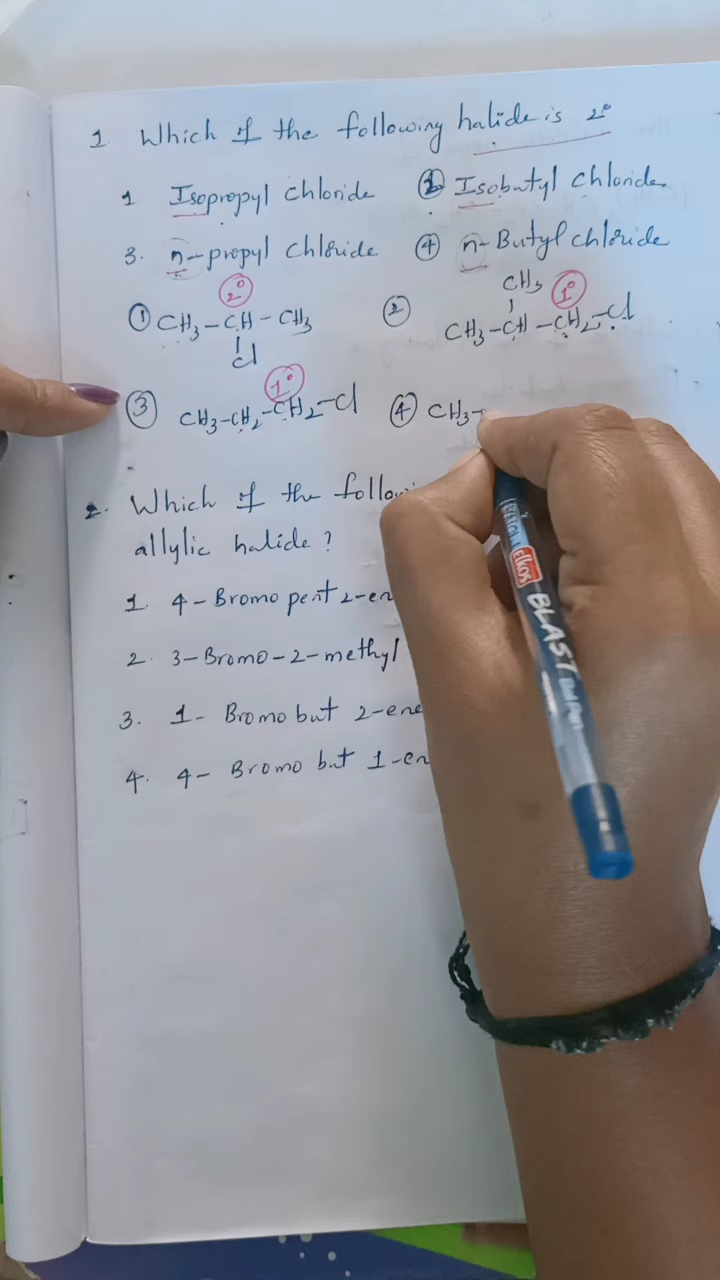 1 Which of the following halide is 2°
1 Isopropyl chloride ② Isobutyl chloride
3. n-propyl chloride ④ n-Butyl chloride
2°
CH3 1°
① CH3-CH-CH3 ② CH3-CH-CH2-Cl
Cl
1°
③ CH3-CH2-CH2-Cl ④ CH3-
2. Which of the
allylic halide?
1. 4-Bromo pent 2-en
2. 3-Bromo-2-methyl
3. 1- Bromo but 2-ene
4. 4- Bromo but 1-en
Elkos
BLAST